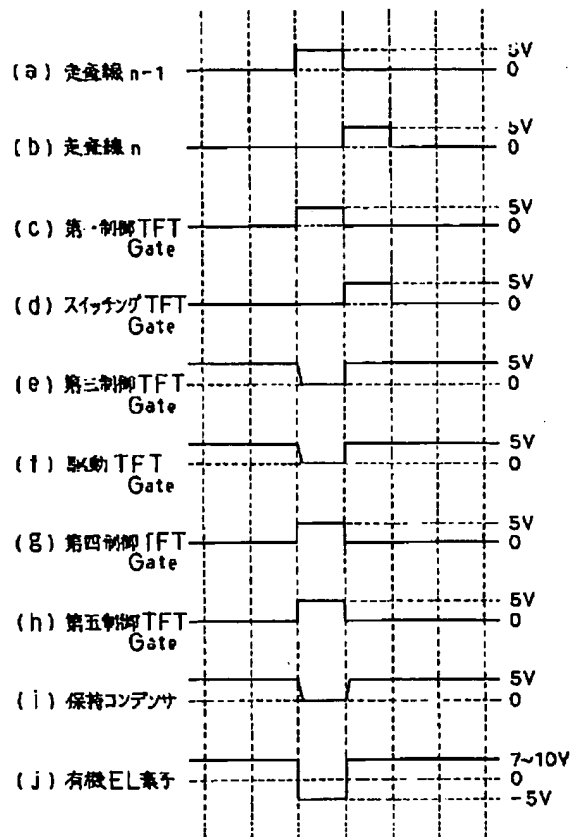 (a) 走査線 n-1
5V
0
(b) 走査線 n
5V
0
(c) 第一制御TFT
Gate
5V
0
(d) スイッチングTFT
Gate
5V
0
(e) 第三制御TFT
Gate
5V
0
(f) 駆動TFT
Gate
5V
0
(g) 第四制御TFT
Gate
5V
0
(h) 第五制御TFT
Gate
5V
0
(i) 保持コンデンサ
5V
0
(j) 有機EL素子
7~10V
0
-5V